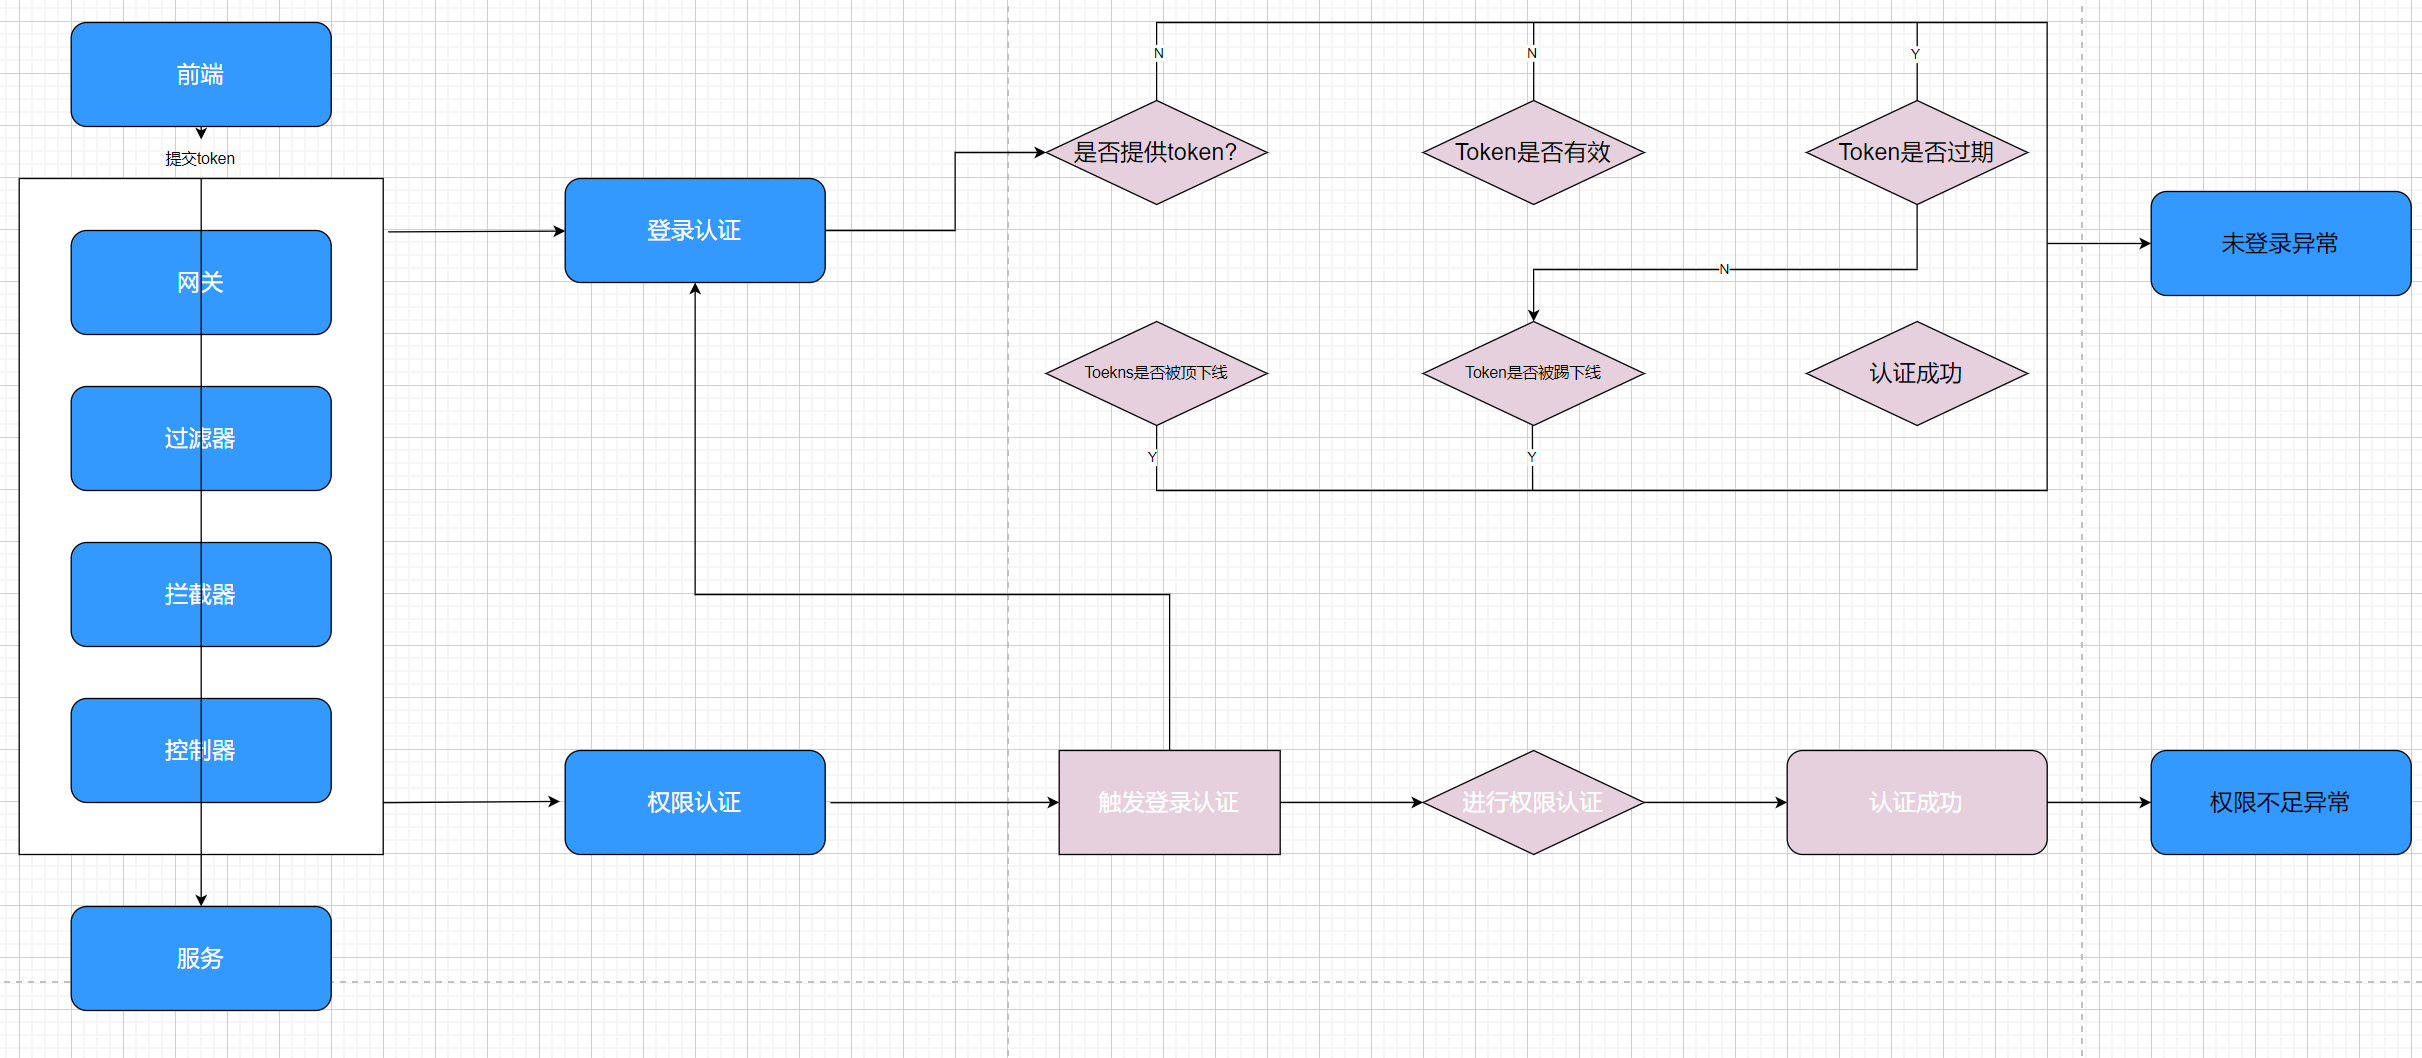 前端
提交token
网关
过滤器
拦截器
控制器
服务
登录认证
权限认证
N
N
Y
是否提供token?
Token是否有效
Token是否过期
N
Toekns是否被顶下线
Token是否被踢下线
认证成功
Y
Y
未登录异常
触发登录认证
进行权限认证
认证成功
权限不足异常